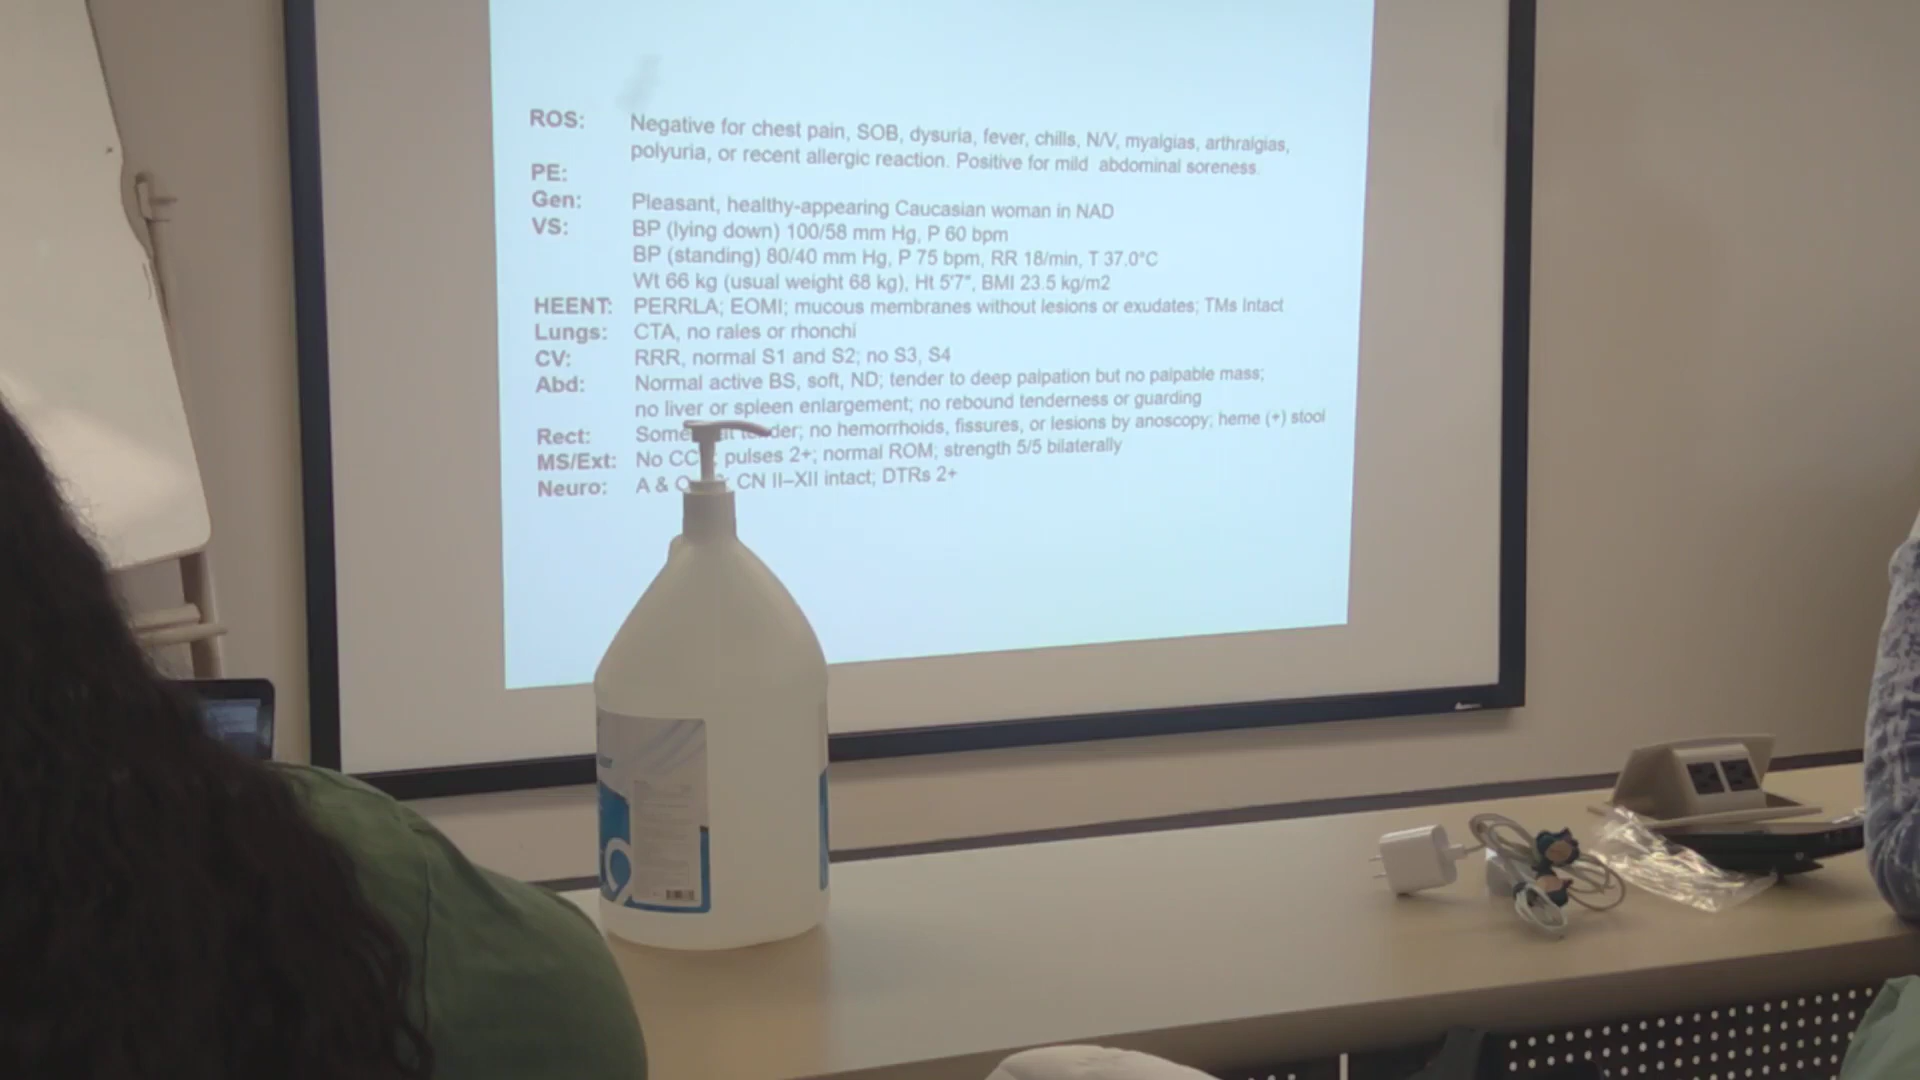 ROS: Negative for chest pain, SOB, dysuria, fever, chills, N/V, myalgias, arthralgias,
polyuria, or recent allergic reaction. Positive for mild abdominal soreness.
PE:
Gen: Pleasant, healthy-appearing Caucasian woman in NAD
VS: BP (lying down) 100/58 mm Hg, P 60 bpm
BP (standing) 80/40 mm Hg, P 75 bpm, RR 18/min, T 37.0°C
Wt 66 kg (usual weight 68 kg), Ht 5'7", BMI 23.5 kg/m2
HEENT: PERRLA; EOMI; mucous membranes without lesions or exudates; TMs Intact
Lungs: CTA, no rales or rhonchi
CV: RRR, normal S1 and S2; no S3, S4
Abd: Normal active BS, soft, ND; tender to deep palpation but no palpable mass;
no liver or spleen enlargement; no rebound tenderness or guarding
Rect: no hemorrhoids, fissures, or lesions by anoscopy; heme (+) stool
MS/Ext: No pulses 2+; normal ROM; strength 5/5 bilaterally
Neuro: A & CN II–XII intact; DTRs 2+